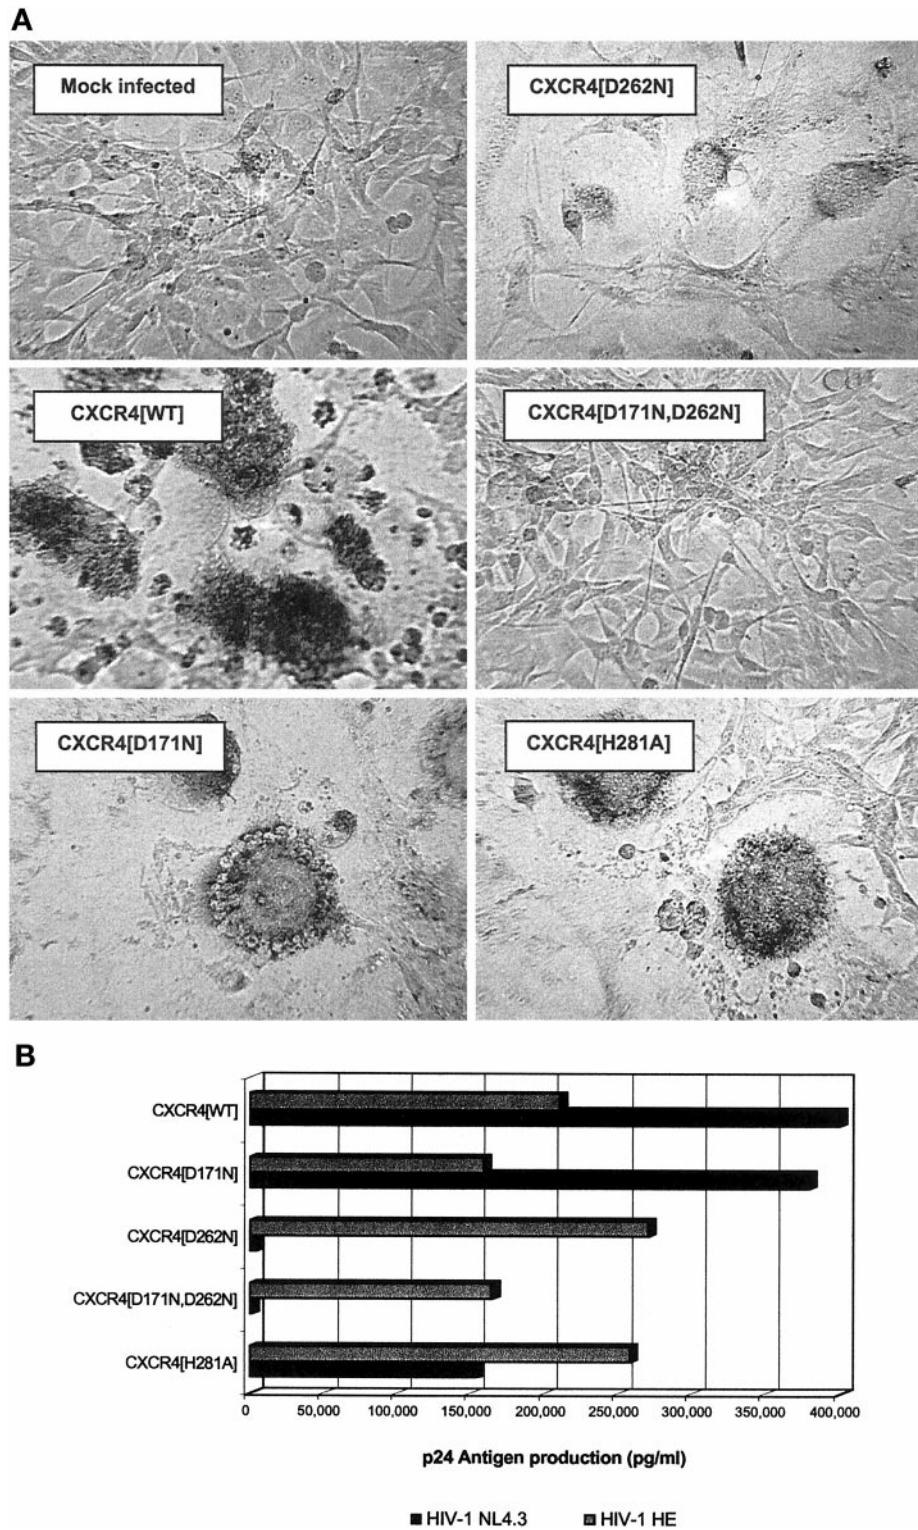 A
Mock infected
CXCR4[D262N]
CXCR4[WT]
CXCR4[D171N,D262N]
CXCR4[D171N]
CXCR4[H281A]
B
CXCR4[WT]
CXCR4[D171N]
CXCR4[D262N]
CXCR4[D171N,D262N]
CXCR4[H281A]
0 50,000 100,000 150,000 200,000 250,000 300,000 350,000 400,000
p24 Antigen production (pg/ml)
HIV-1 NL4.3 HIV-1 HE